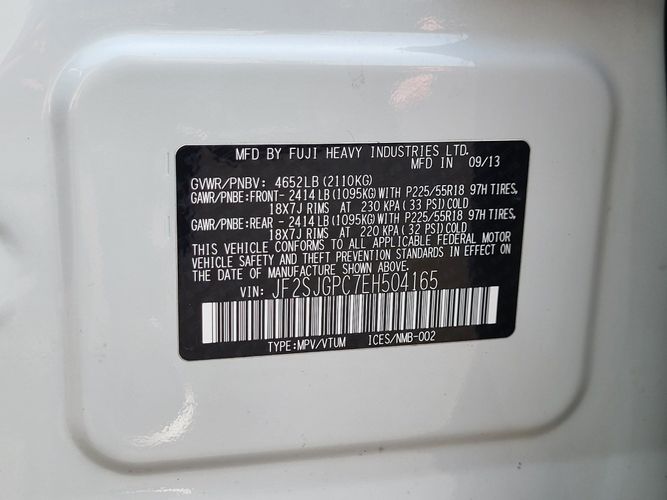 MFD BY FUJI HEAVY INDUSTRIES LTD.
MFD IN 09/13
GVWR/PNBV: 4652LB(2110KG)
GAWR/PNBE:FRONT- 2414 LB(1095KG)WITH P225/55R18 97H TIRES,
18X7J RIMS AT 230 KPA(33 PSI)COLD
GAWR/PNBE:REAR - 2414 LB(1095KG)WITH P225/55R18 97H TIRES,
18X7J RIMS AT 220 KPA(32 PSI)COLD
THIS VEHICLE CONFORMS TO ALL APPLICABLE FEDERAL MOTOR
VEHICLE SAFETY AND THEFT PREVENTION STANDARDS IN EFFECT ON
THE DATE OF MANUFACTURE SHOWN ABOVE.
VIN: JF2SJGPC7EH504165
TYPE:MPV/VTUM ICES/NMB-002